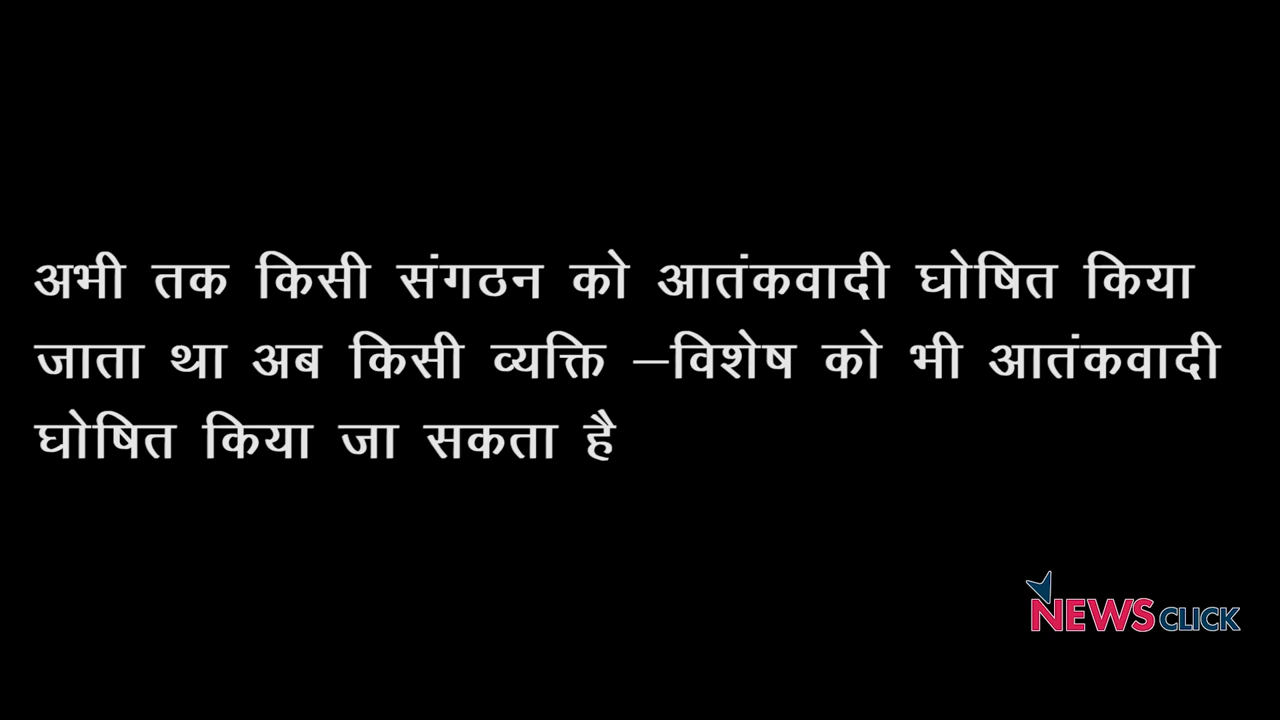 अभी तक किसी संगठन को आतंकवादी घोषित किया
जाता था अब किसी व्यक्ति –विशेष को भी आतंकवादी
घोषित किया जा सकता है
NEWSCLICK